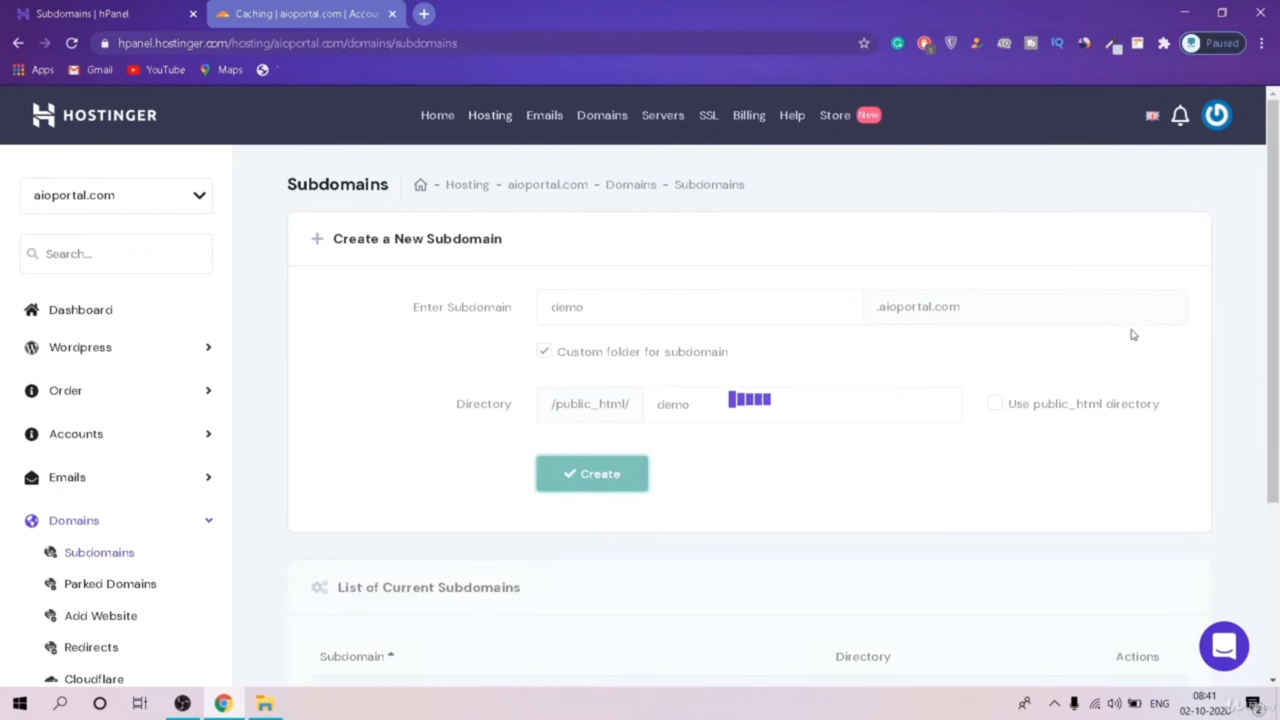 Subdomains | hPanel
Caching | aioportal.com | Accou
hpanel.hostinger.com/hosting/aioportal.com/domains/subdomains
Paused
Apps
Gmail
YouTube
Maps
HOSTINGER
Home
Hosting
Emails
Domains
Servers
SSL
Billing
Help
Store
New
aioportal.com
Search...
Dashboard
Wordpress
Order
Accounts
Emails
Domains
Subdomains
Parked Domains
Add Website
Redirects
Cloudflare
Subdomains
- Hosting - aioportal.com - Domains - Subdomains
Create a New Subdomain
Enter Subdomain
demo
.aioportal.com
Custom folder for subdomain
Directory
/public_html/
demo
Use public_html directory
Create
List of Current Subdomains
Subdomain
Directory
Actions
ENG
08:41
02-10-2020